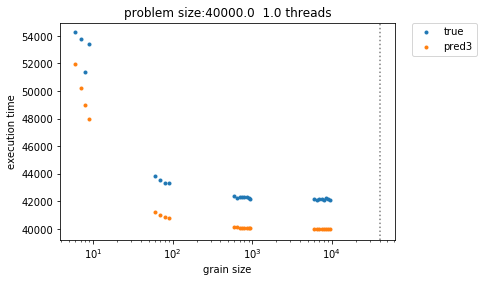 problem size:40000.0  1.0 threads
true
pred3
execution time
54000
52000
50000
48000
46000
44000
42000
40000
10¹
10²
10³
10⁴
grain size